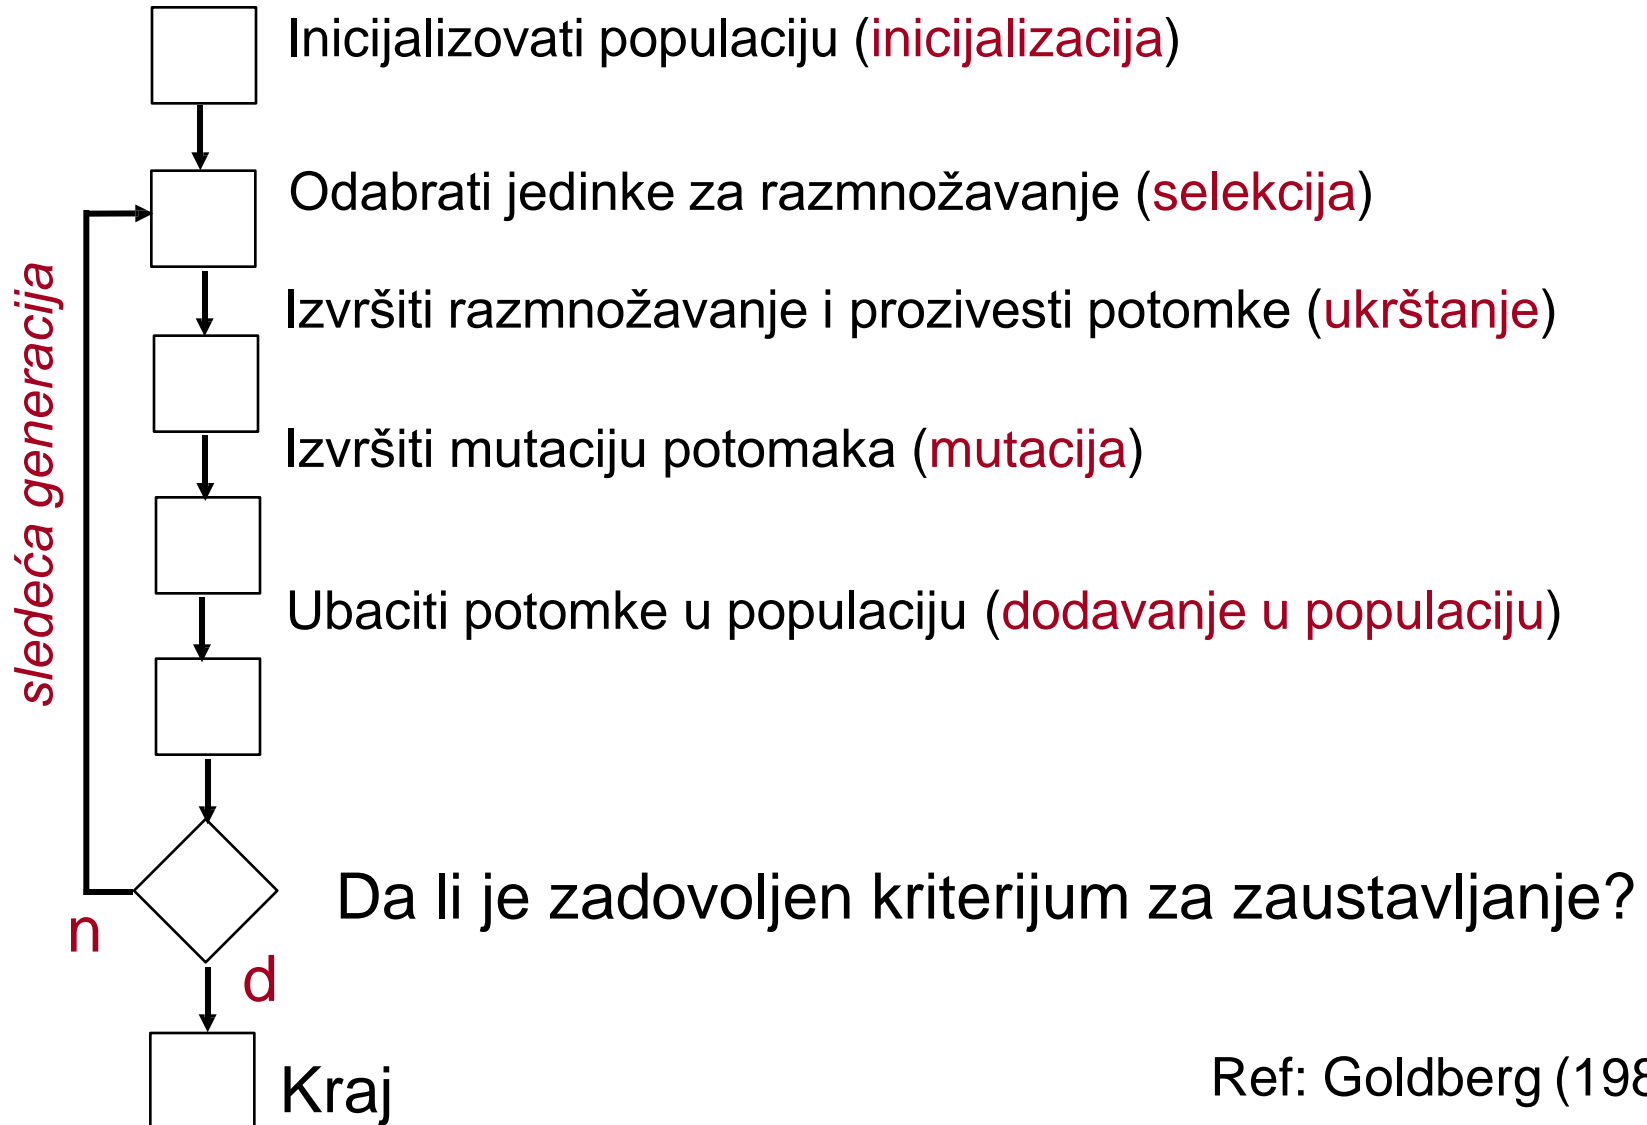 Inicijalizovati populaciju (inicijalizacija)
Odabrati jedinke za razmnožavanje (selekcija)
sledeća generacija
Izvršiti razmnožavanje i prozivesti potomke (ukrštanje)
Izvršiti mutaciju potomaka (mutacija)
Ubaciti potomke u populaciju (dodavanje u populaciju)
Da li je zadovoljen kriterijum za zaustavljanje?
n
d
Kraj
Ref: Goldberg (198